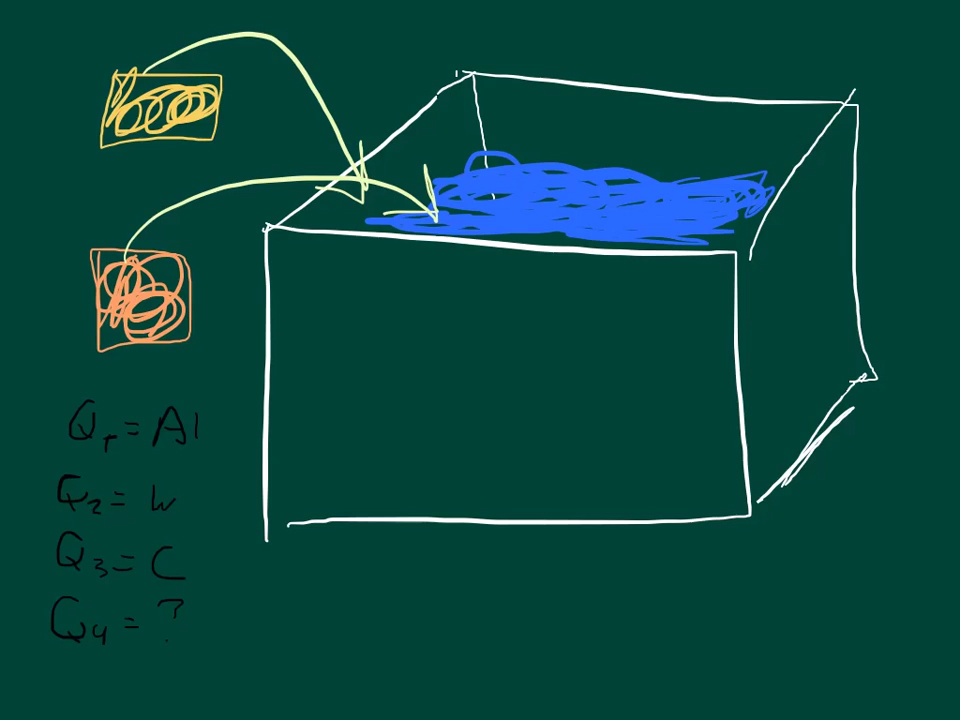 Q1 = Al
Q2 = W
Q3 = C
Q4 = ?